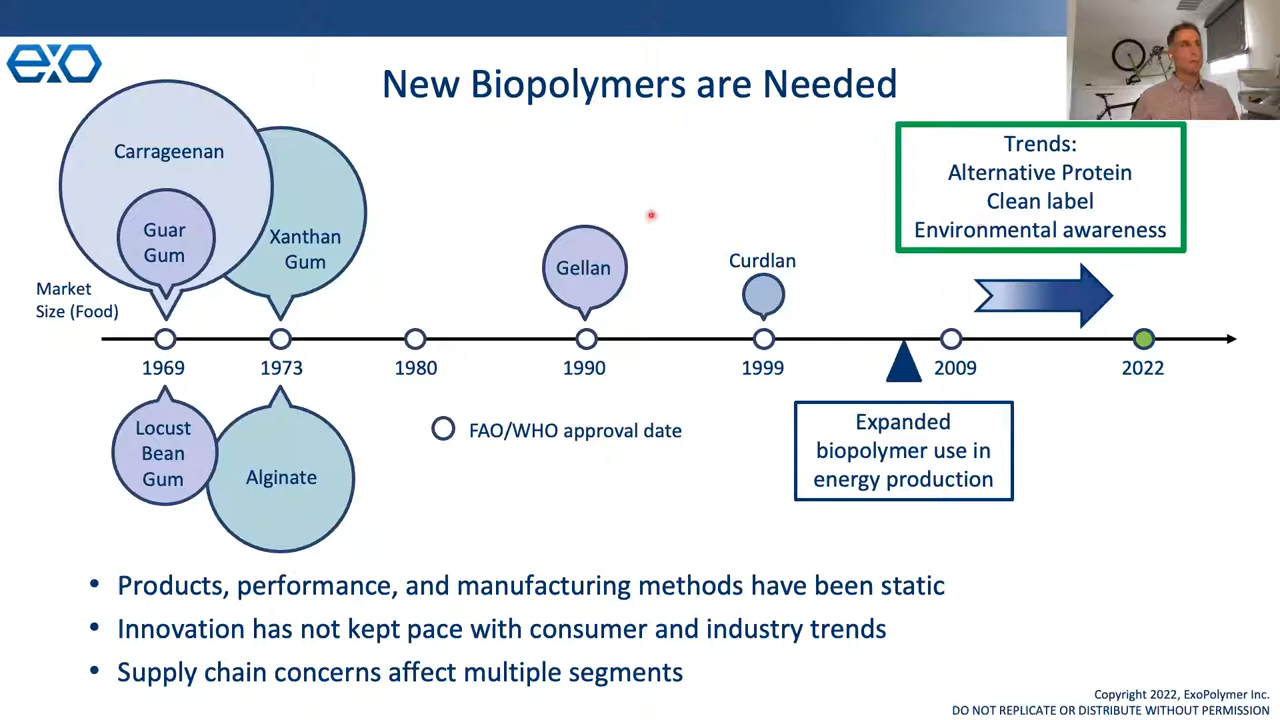 exo
New Biopolymers are Needed
Carrageenan
Guar
Gum
Xanthan
Gum
Gellan
Curdlan
Trends:
Alternative Protein
Clean label
Environmental awareness
Market
Size (Food)
1969
1973
1980
1990
1999
2009
2022
Locust
Bean
Gum
Alginate
FAO/WHO approval date
Expanded
biopolymer use in
energy production
• Products, performance, and manufacturing methods have been static
• Innovation has not kept pace with consumer and industry trends
• Supply chain concerns affect multiple segments
Copyright 2022, ExoPolymer Inc.
DO NOT REPLICATE OR DISTRIBUTE WITHOUT PERMISSION